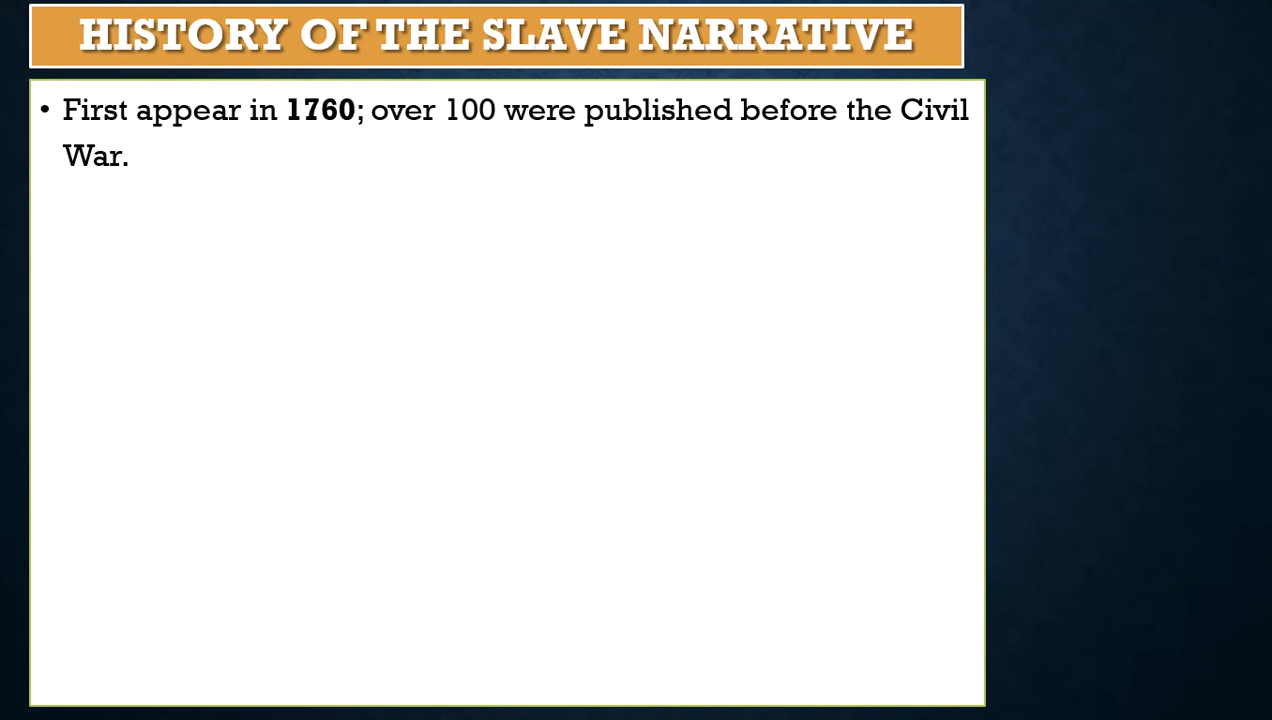 HISTORY OF THE SLAVE NARRATIVE
• First appear in 1760; over 100 were published before the Civil
War.